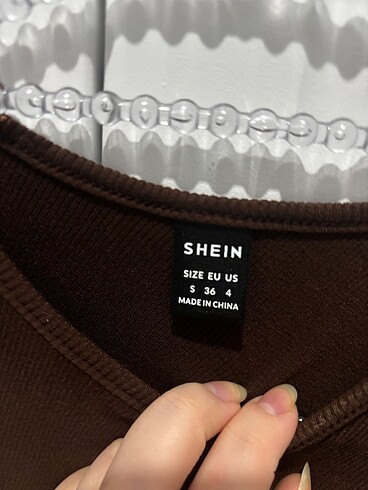 SHEIN
SIZE EU US
S 36 4
MADE IN CHINA